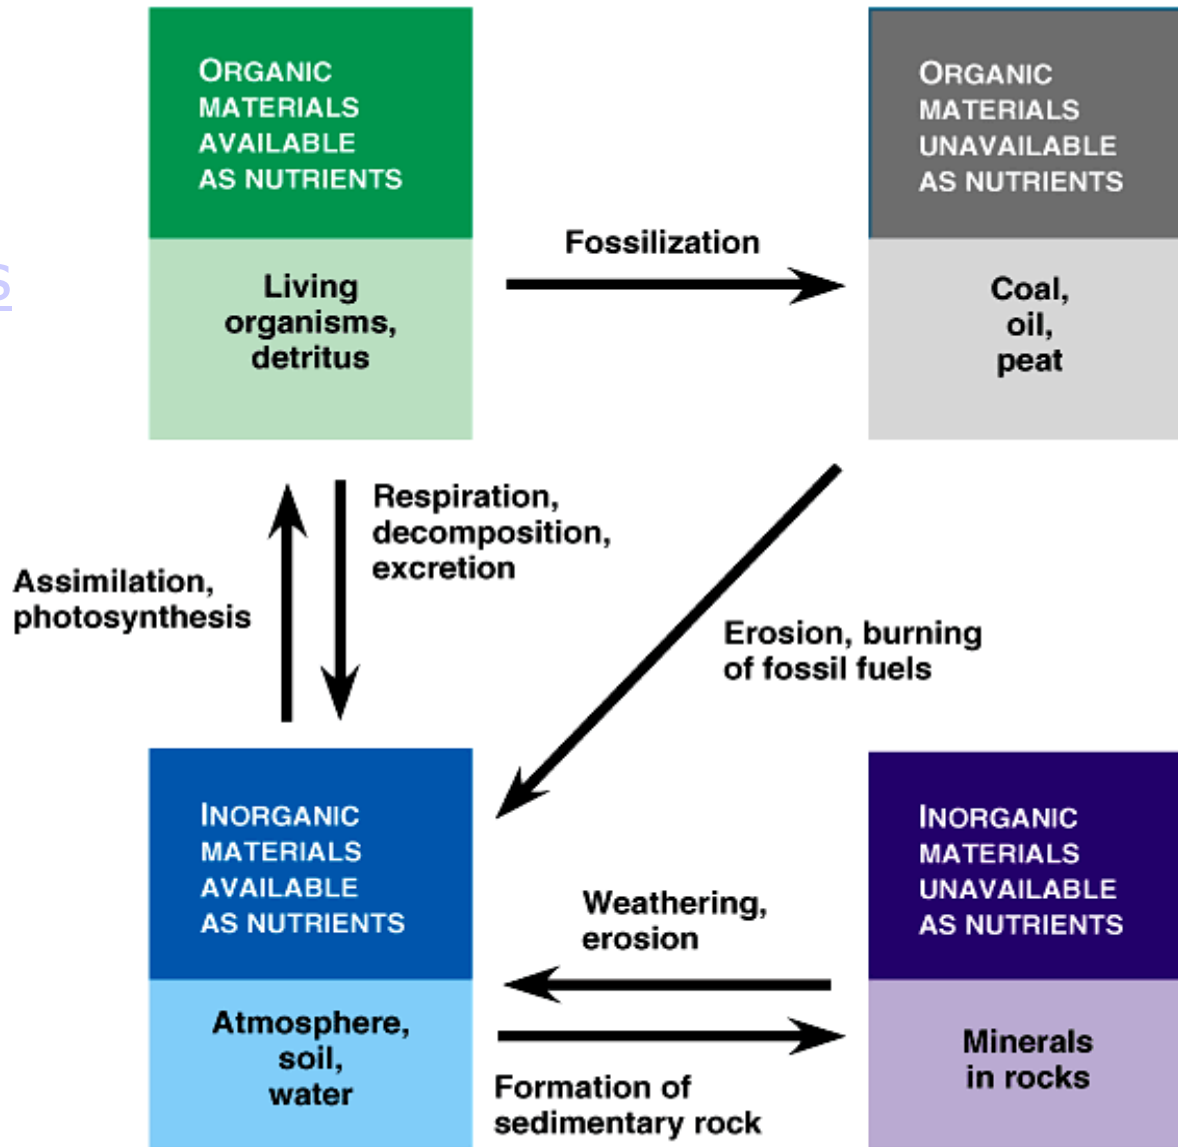 ORGANIC
MATERIALS
AVAILABLE
AS NUTRIENTS
Living
organisms,
detritus
Fossilization
ORGANIC
MATERIALS
UNAVAILABLE
AS NUTRIENTS
Coal,
oil,
peat
s
Assimilation,
photosynthesis
Respiration,
decomposition,
excretion
Erosion, burning
of fossil fuels
INORGANIC
MATERIALS
AVAILABLE
AS NUTRIENTS
Atmosphere,
soil,
water
Weathering,
erosion
Formation of
sedimentary rock
INORGANIC
MATERIALS
UNAVAILABLE
AS NUTRIENTS
Minerals
in rocks